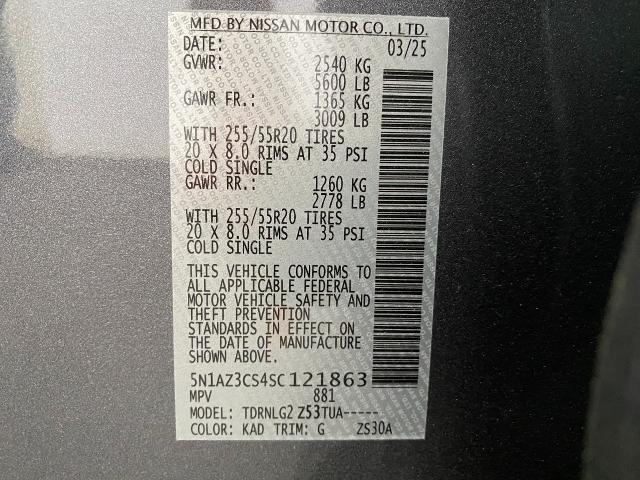 MFD BY NISSAN MOTOR CO., LTD.
DATE: 03/25
GVWR: 2540 KG
5600 LB
GAWR FR.: 1365 KG
3009 LB
WITH 255/55R20 TIRES
20 X 8.0 RIMS AT 35 PSI
COLD SINGLE
GAWR RR.: 1260 KG
2778 LB
WITH 255/55R20 TIRES
20 X 8.0 RIMS AT 35 PSI
COLD SINGLE
THIS VEHICLE CONFORMS TO
ALL APPLICABLE FEDERAL
MOTOR VEHICLE SAFETY AND
THEFT PREVENTION
STANDARDS IN EFFECT ON
THE DATE OF MANUFACTURE
SHOWN ABOVE.
5N1AZ3CS4SC121863
MPV 881
MODEL: TDRNLG2 Z53TUA-----
COLOR: KAD TRIM: G ZS30A